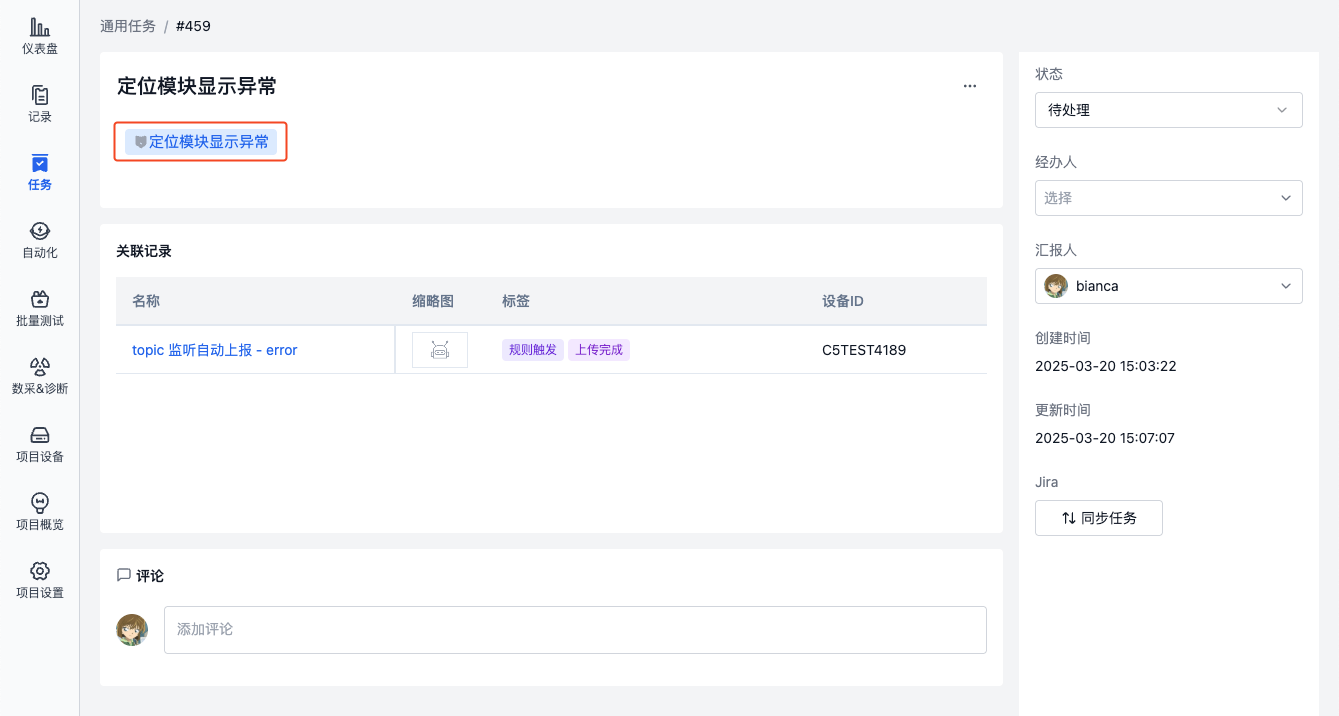 仪表盘
记录
任务
自动化
批量测试
数采&诊断
项目设备
项目概览
项目设置
通用任务 / #459
定位模块显示异常
定位模块显示异常
关联记录
名称 缩略图 标签 设备ID
topic 监听自动上报 - error 规则触发 上传完成 C5TEST4189
评论
添加评论
状态
待处理
经办人
选择
汇报人
bianca
创建时间
2025-03-20 15:03:22
更新时间
2025-03-20 15:07:07
Jira
同步任务